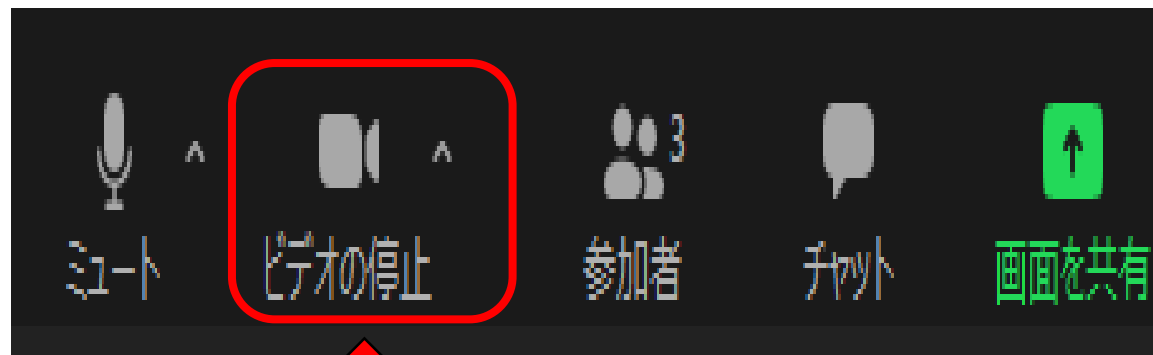 3
ミュート
ビデオの停止
参加者
チャット
画面を共有